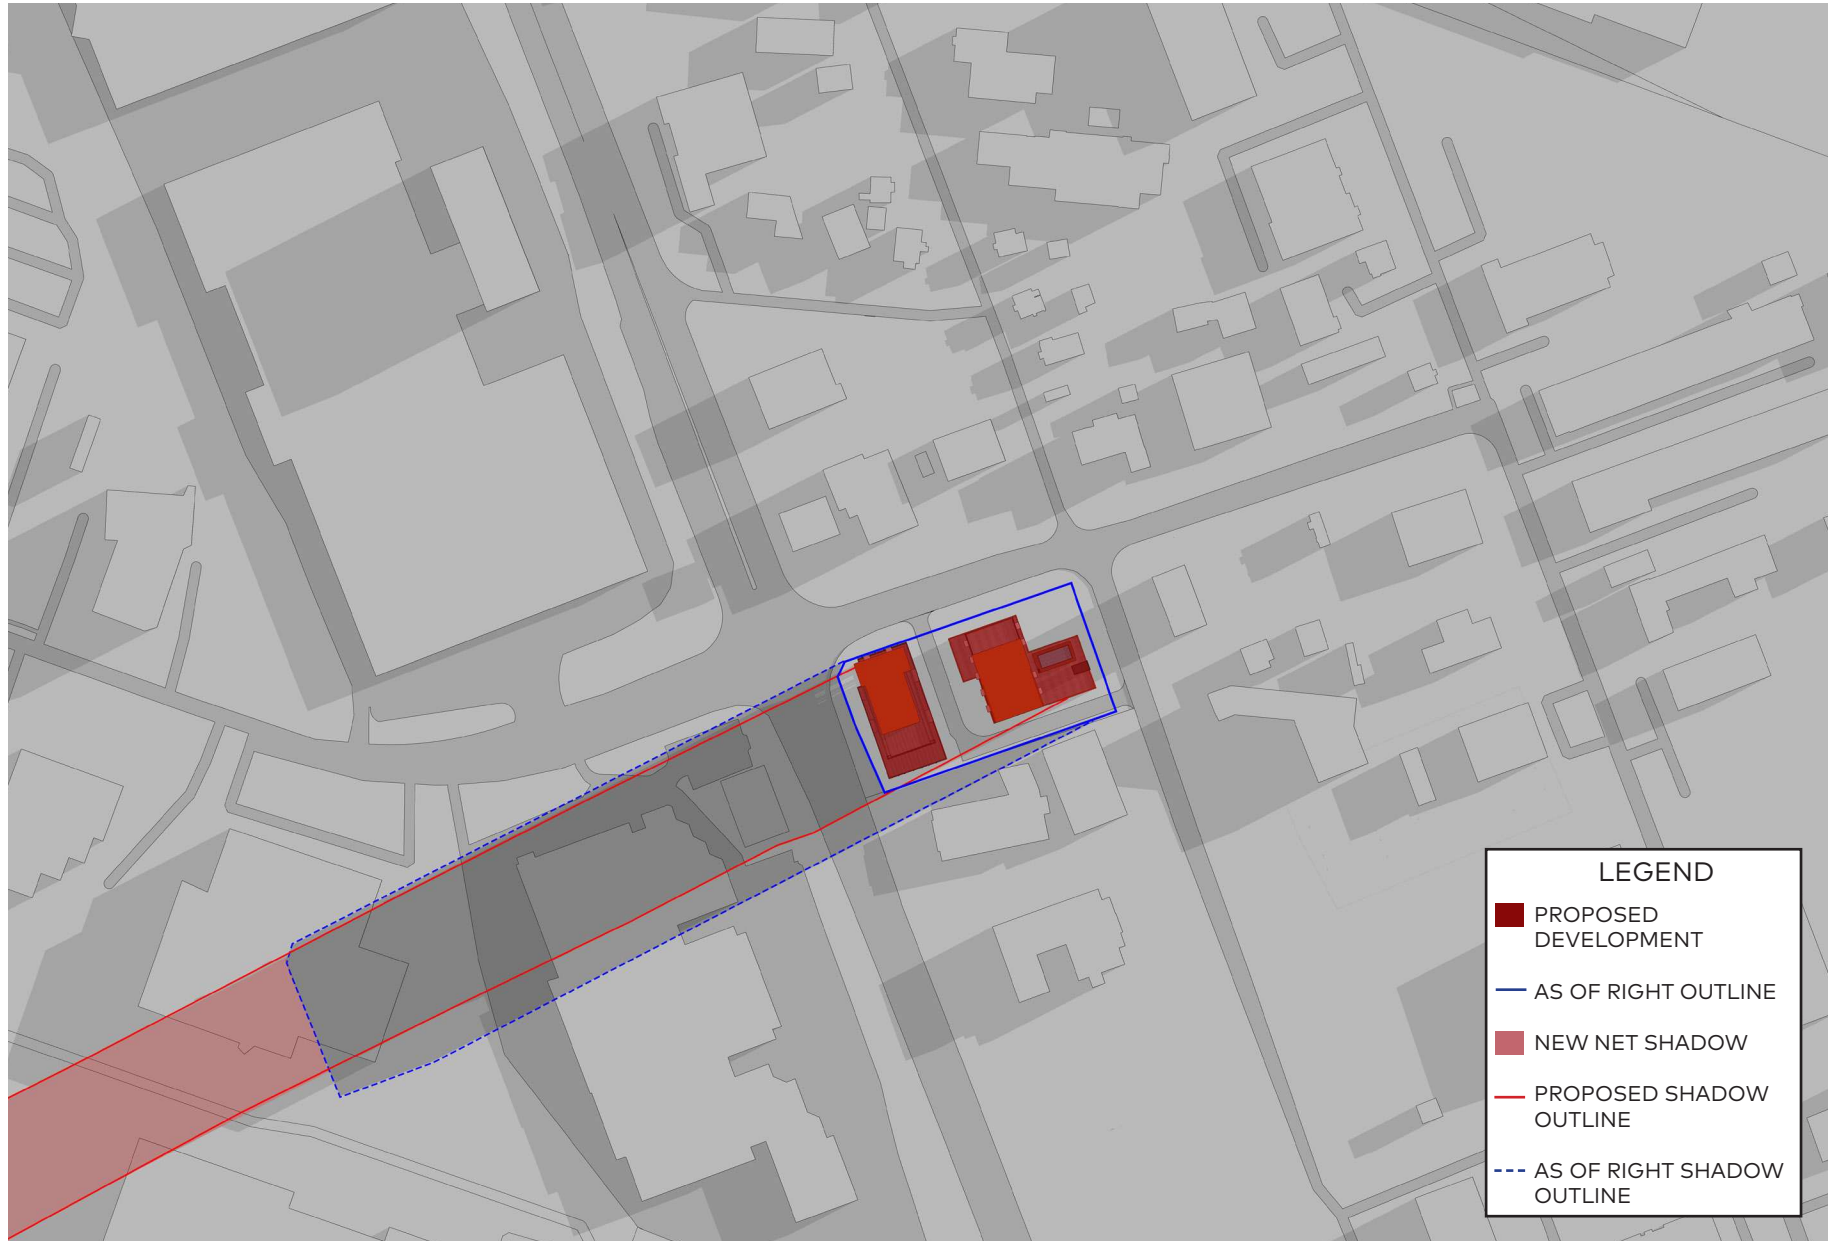 LEGEND
PROPOSED
DEVELOPMENT
AS OF RIGHT OUTLINE
NEW NET SHADOW
PROPOSED SHADOW
OUTLINE
AS OF RIGHT SHADOW
OUTLINE